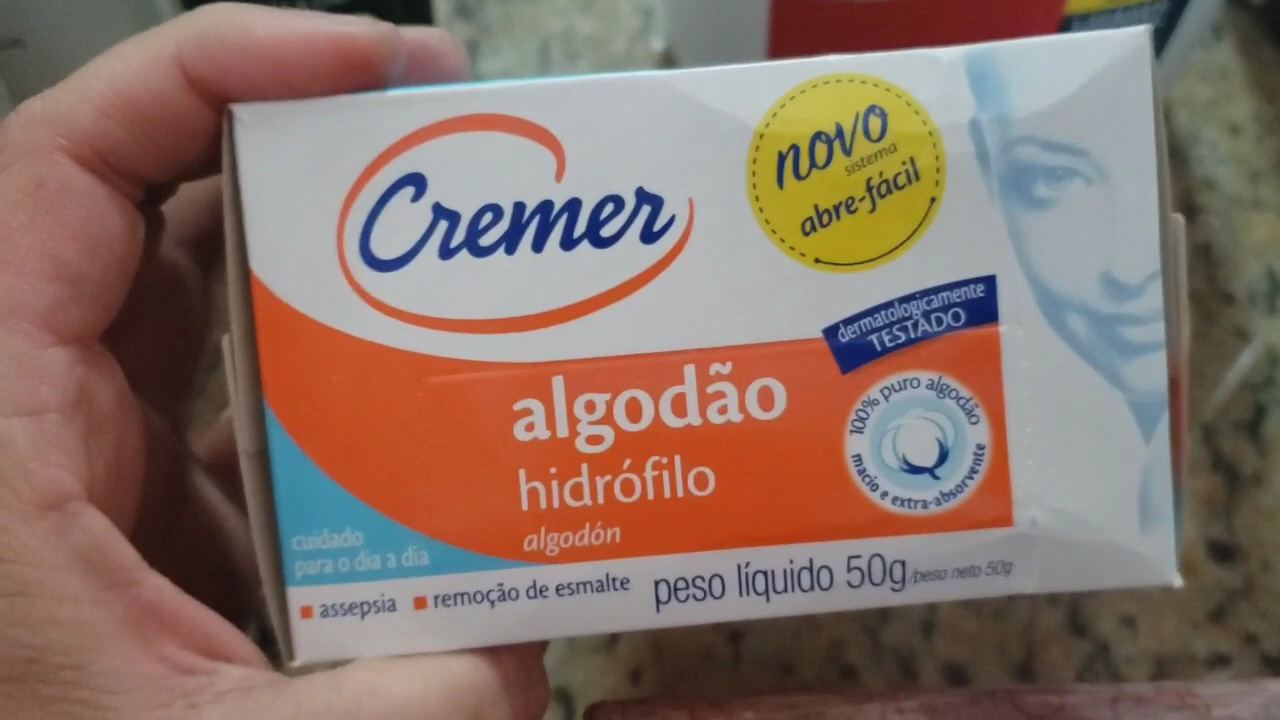 Cremer
novo
sistema
abre-fácil
dermatologicamente
TESTADO
algodão
hidrófilo
algodón
100% puro algodão
macio e extra-absorvente
cuidado
para o dia a dia
assepsia
remoção de esmalte
peso líquido 50g/peso neto 50g